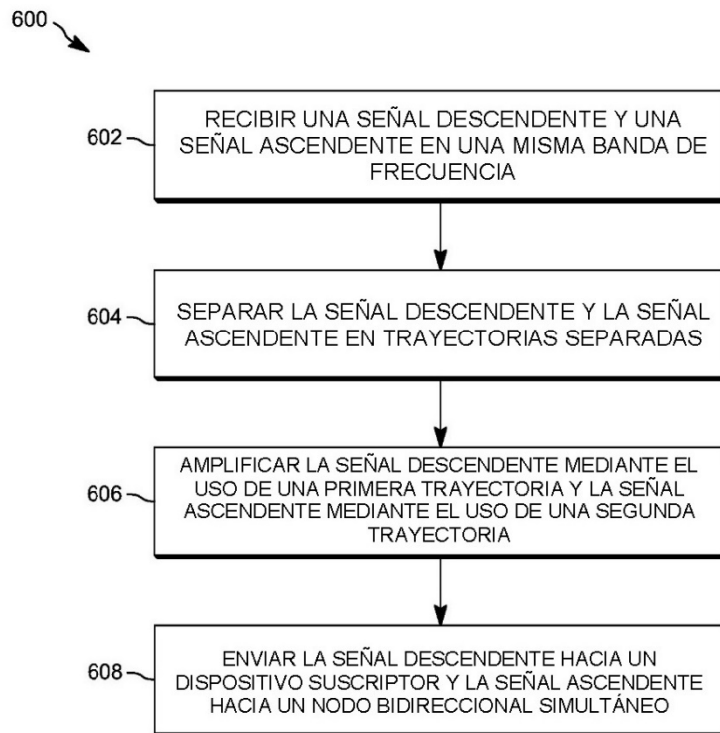 600
602
RECIBIR UNA SEÑAL DESCENDENTE Y UNA
SEÑAL ASCENDENTE EN UNA MISMA BANDA DE
FRECUENCIA
604
SEPARAR LA SEÑAL DESCENDENTE Y LA SEÑAL
ASCENDENTE EN TRAYECTORIAS SEPARADAS
606
AMPLIFICAR LA SEÑAL DESCENDENTE MEDIANTE EL
USO DE UNA PRIMERA TRAYECTORIA Y LA SEÑAL
ASCENDENTE MEDIANTE EL USO DE UNA SEGUNDA
TRAYECTORIA
608
ENVIAR LA SEÑAL DESCENDENTE HACIA UN
DISPOSITIVO SUSCRIPTOR Y LA SEÑAL ASCENDENTE
HACIA UN NODO BIDIRECCIONAL SIMULTÁNEO